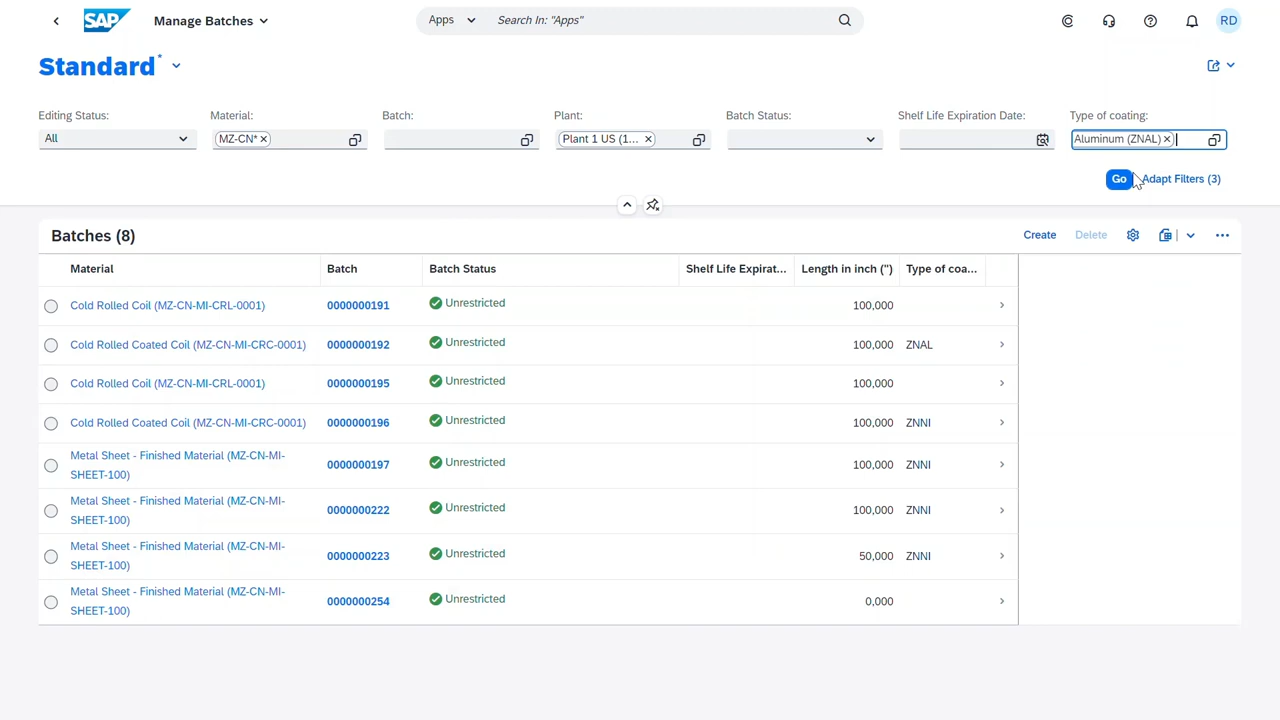 SAP Manage Batches Apps Search In: "Apps" RD
Standard*
Editing Status: Material: Batch: Plant: Batch Status: Shelf Life Expiration Date: Type of coating:
All MZ-CN* Plant 1 US (1... Aluminum (ZNAL)
Go Adapt Filters (3)
Batches (8) Create Delete
Material Batch Batch Status Shelf Life Expirat... Length in inch (") Type of coa...
Cold Rolled Coil (MZ-CN-MI-CRL-0001) 0000000191 Unrestricted 100,000
Cold Rolled Coated Coil (MZ-CN-MI-CRC-0001) 0000000192 Unrestricted 100,000 ZNAL
Cold Rolled Coil (MZ-CN-MI-CRL-0001) 0000000195 Unrestricted 100,000
Cold Rolled Coated Coil (MZ-CN-MI-CRC-0001) 0000000196 Unrestricted 100,000 ZNNI
Metal Sheet - Finished Material (MZ-CN-MI-
SHEET-100) 0000000197 Unrestricted 100,000 ZNNI
Metal Sheet - Finished Material (MZ-CN-MI-
SHEET-100) 0000000222 Unrestricted 100,000 ZNNI
Metal Sheet - Finished Material (MZ-CN-MI-
SHEET-100) 0000000223 Unrestricted 50,000 ZNNI
Metal Sheet - Finished Material (MZ-CN-MI-
SHEET-100) 0000000254 Unrestricted 0,000